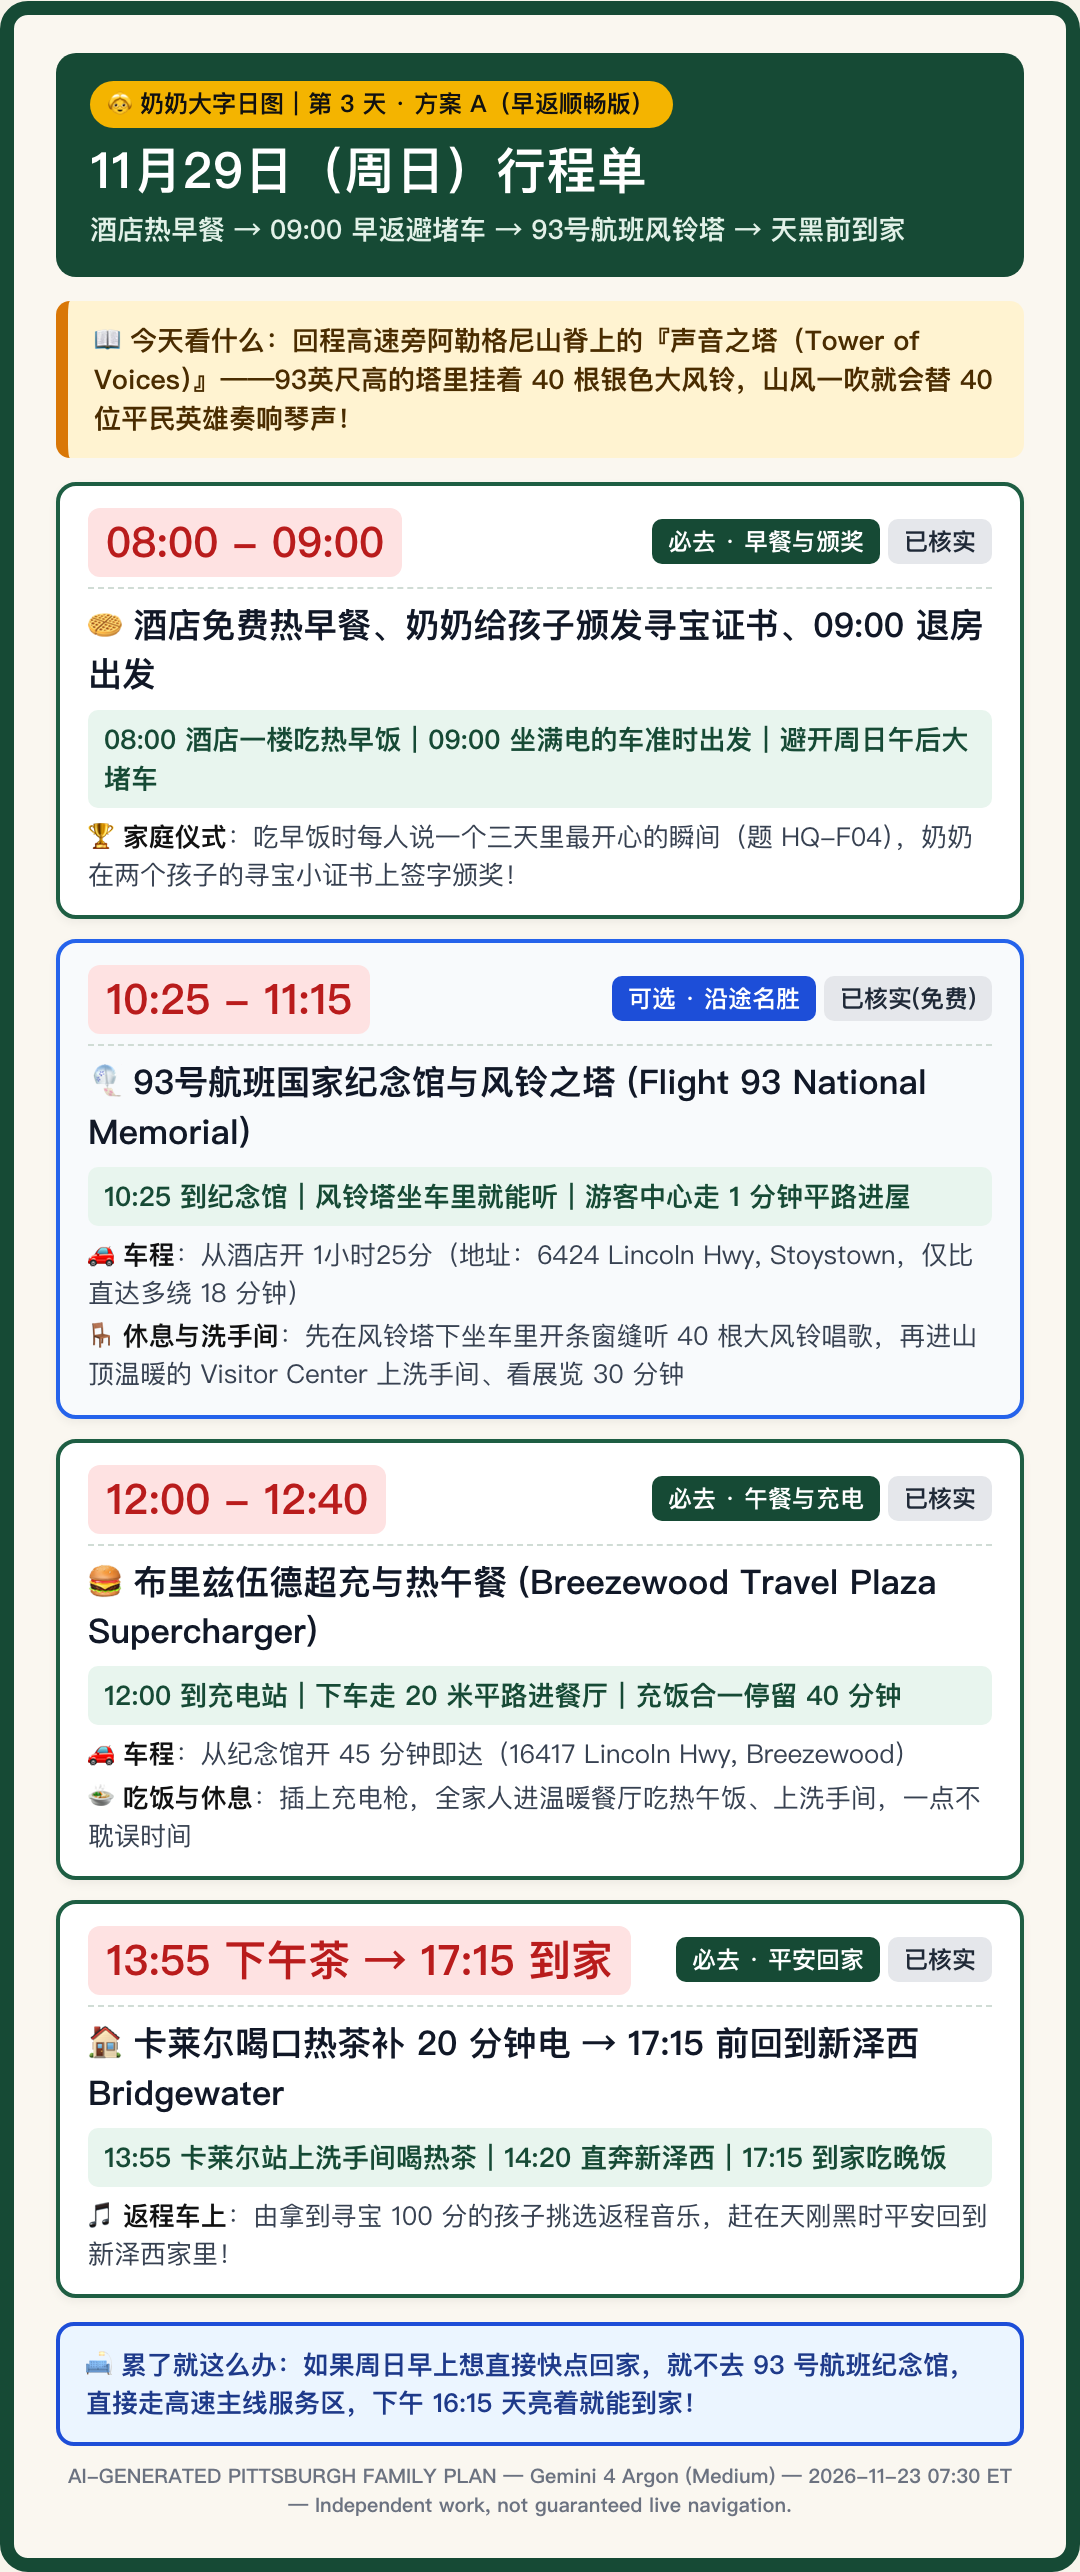 奶奶大字日图｜第 3 天 · 方案 A（早返顺畅版）
11月29日（周日）行程单
酒店热早餐 → 09:00 早返避堵车 → 93号航班风铃塔 → 天黑前到家
今天看什么：回程高速旁阿勒格尼山脊上的『声音之塔（Tower of
Voices）』——93英尺高的塔里挂着 40 根银色大风铃，山风一吹就会替 40
位平民英雄奏响琴声！
08:00 – 09:00
必去 · 早餐与颁奖
已核实
酒店免费热早餐、奶奶给孩子颁发寻宝证书、09:00 退房
出发
08:00 酒店一楼吃热早饭｜09:00 坐满电的车准时出发｜避开周日午后大
堵车
家庭仪式：吃早饭时每人说一个三天里最开心的瞬间（题 HQ-F04），奶奶
在两个孩子的寻宝小证书上签字颁奖！
10:25 – 11:15
可选 · 沿途名胜
已核实(免费)
93号航班国家纪念馆与风铃之塔 (Flight 93 National
Memorial)
10:25 到纪念馆｜风铃塔坐车里就能听｜游客中心走 1 分钟平路进屋
车程：从酒店开 1小时25分（地址：6424 Lincoln Hwy, Stoystown，仅比
直达多绕 18 分钟）
休息与洗手间：先在风铃塔下坐车里开条窗缝听 40 根大风铃唱歌，再进山
顶温暖的 Visitor Center 上洗手间、看展览 30 分钟
12:00 – 12:40
必去 · 午餐与充电
已核实
布里兹伍德超充与热午餐 (Breezewood Travel Plaza
Supercharger)
12:00 到充电站｜下车走 20 米平路进餐厅｜充饭合一停留 40 分钟
车程：从纪念馆开 45 分钟即达（16417 Lincoln Hwy, Breezewood）
吃饭与休息：插上充电枪，全家人进温暖餐厅吃热午饭、上洗手间，一点不
耽误时间
13:55 下午茶 → 17:15 到家
必去 · 平安回家
已核实
卡莱尔喝口热茶补 20 分钟电 → 17:15 前回到新泽西
Bridgewater
13:55 卡莱尔站上洗手间喝热茶｜14:20 直奔新泽西｜17:15 到家吃晚饭
返程车上：由拿到寻宝 100 分的孩子挑选返程音乐，赶在天刚黑时平安回到
新泽西家里！
累了就这么办：如果周日早上想直接快点回家，就不去 93 号航班纪念馆，
直接走高速主线服务区，下午 16:15 天亮着就能到家！
AI-GENERATED PITTSBURGH FAMILY PLAN — Gemini 4 Argon (Medium) — 2026-11-23 07:30 ET
— Independent work, not guaranteed live navigation.